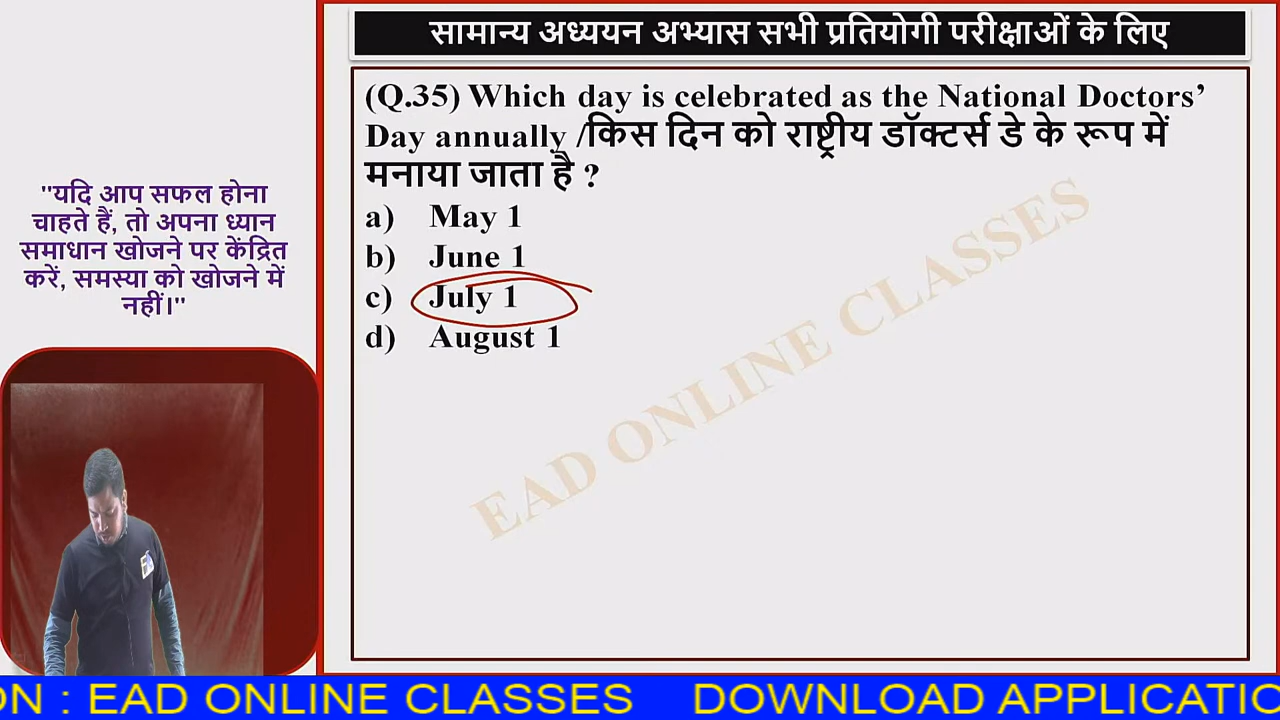 सामान्य अध्ययन अभ्यास सभी प्रतियोगी परीक्षाओं के लिए
(Q.35) Which day is celebrated as the National Doctors’
Day annually /किस दिन को राष्ट्रीय डॉक्टर्स डे के रूप में
मनाया जाता है ?
a) May 1
b) June 1
c) July 1
d) August 1
"यदि आप सफल होना
चाहते हैं, तो अपना ध्यान
समाधान खोजने पर केंद्रित
करें, समस्या को खोजने में
नहीं।"
EAD ONLINE CLASSES
ON : EAD ONLINE CLASSES DOWNLOAD APPLICATIO